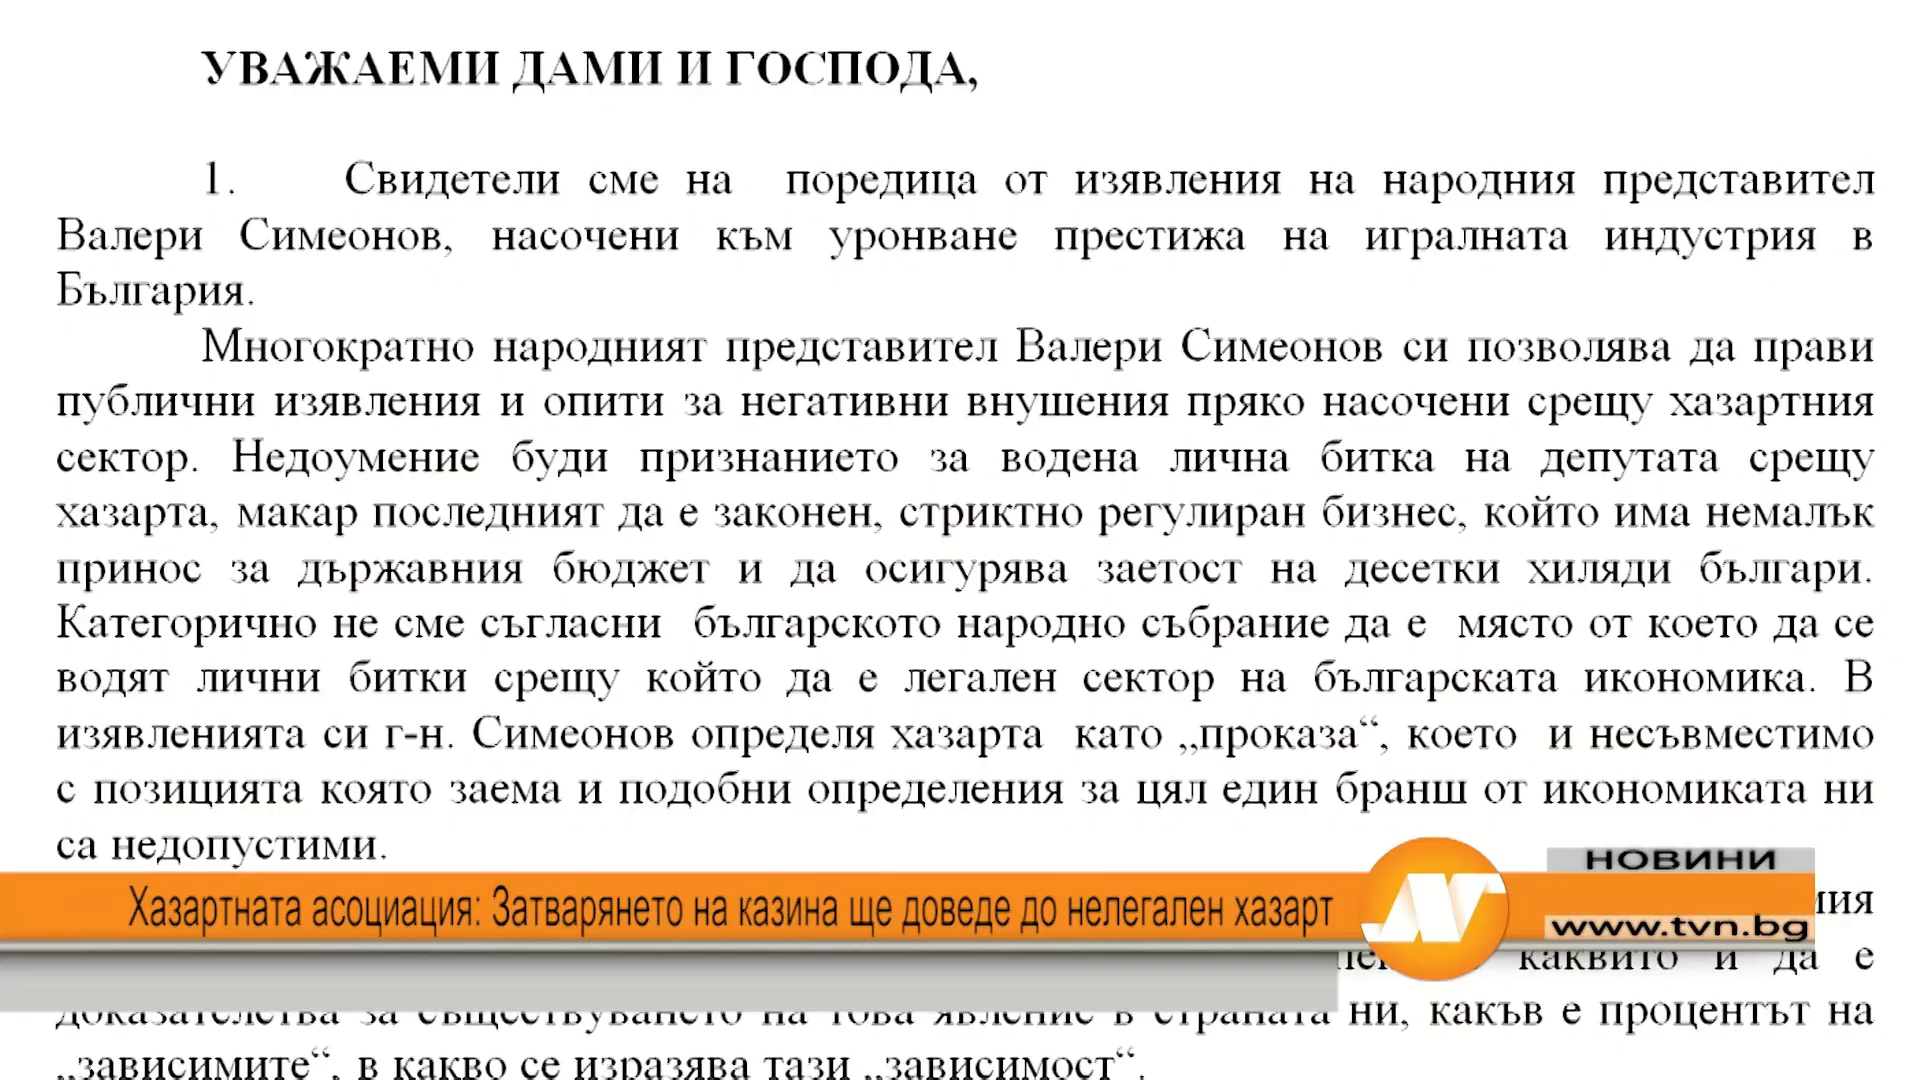 УВАЖАЕМИ ДАМИ И ГОСПОДА,
1. Свидетели сме на поредица от изявления на народния представител
Валери Симеонов, насочени към уронване престижа на игралната индустрия в
България.
Многократно народният представител Валери Симеонов си позволява да прави
публични изявления и опити за негативни внушения пряко насочени срещу хазартния
сектор. Недоумение буди признанието за водена лична битка на депутата срещу
хазарта, макар последният да е законен, стриктно регулиран бизнес, който има немалък
принос за държавния бюджет и да осигурява заетост на десетки хиляди българи.
Категорично не сме съгласни българското народно събрание да е място от което да се
водят лични битки срещу който да е легален сектор на българската икономика. В
изявленията си г-н. Симеонов определя хазарта като „проказа“, което и несъвместимо
с позицията която заема и подобни определения за цял един бранш от икономиката ни
са недопустими.
НОВИНИ
Хазартната асоциация: Затварянето на казина ще доведе до нелегален хазарт
www.tvn.bg
каквито и да е
доказателства за съществуването на това явление в страната ни, какъв е процентът на
„зависимите“, в какво се изразява тази „зависимост“.